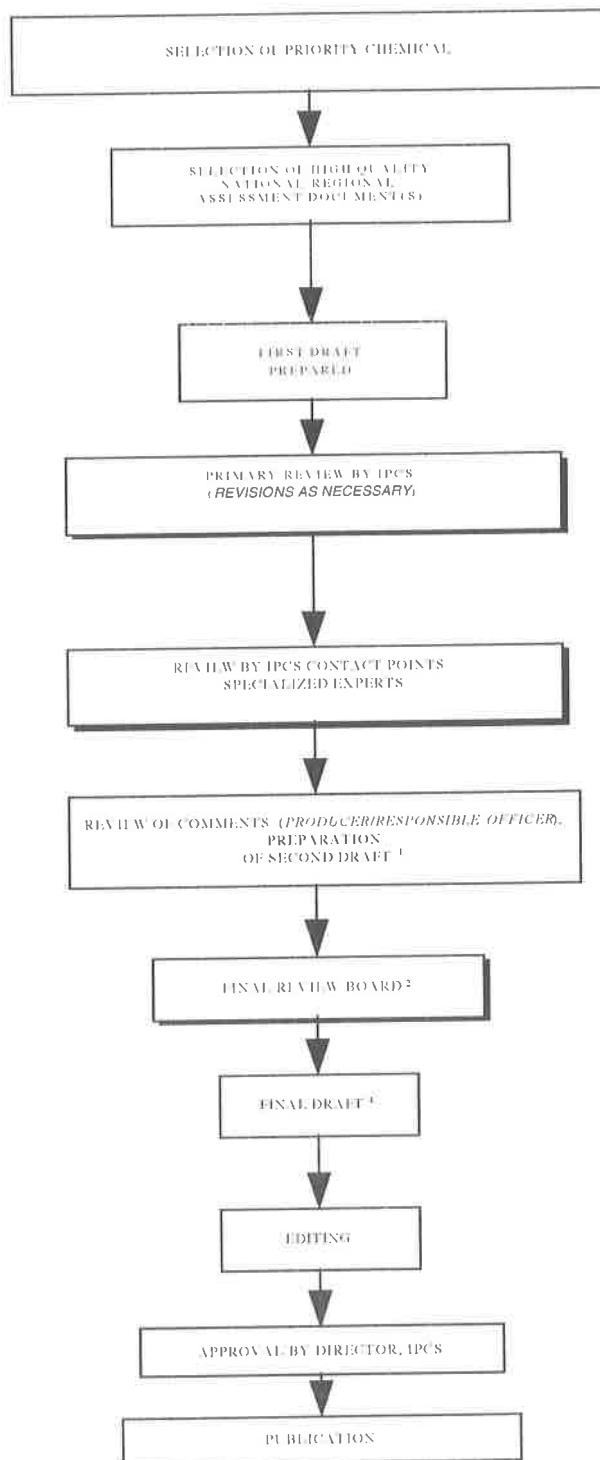 SELECTION OF PRIORITY CHEMICAL
SELECTION OF HIGH QUALITY
NATIONAL REGIONAL
ASSESSMENT DOCUMENT(S)
FIRST DRAFT
PREPARED
PRIMARY REVIEW BY IPCS
(REVISIONS AS NECESSARY)
REVIEW BY IPCS CONTACT POINTS
SPECIALIZED EXPERTS
REVIEW OF COMMENTS (PRODUCER/RESPONSIBLE OFFICER),
PREPARATION
OF SECOND DRAFT 1
FINAL REVIEW BOARD 2
FINAL DRAFT
EDITING
APPROVAL BY DIRECTOR, IPCS
PUBLICATION